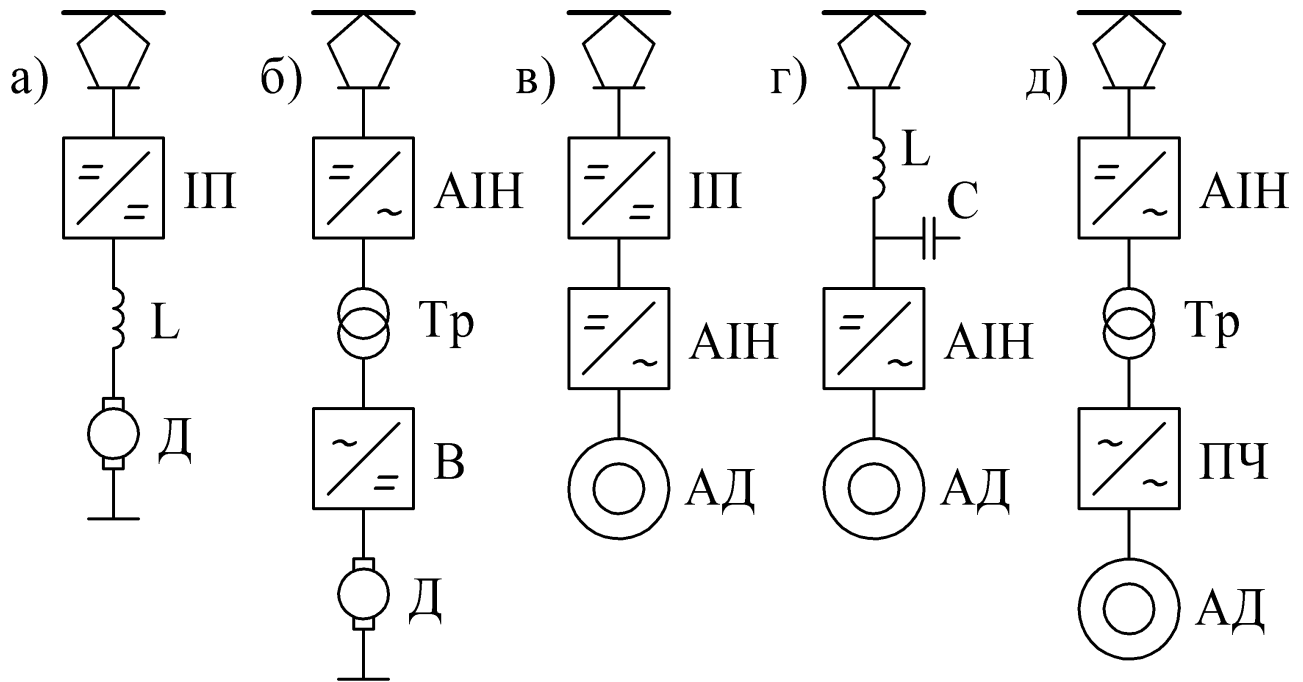 а)
ІП
L
Д
б)
АІН
Тр
В
Д
в)
ІП
АІН
АД
г)
L
C
АІН
АД
д)
АІН
Тр
ПЧ
АД